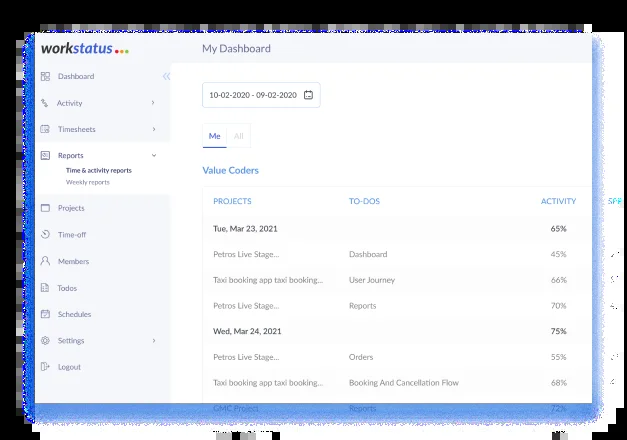 workstatus
My Dashboard
Dashboard
Activity
Timesheets
Reports
Time & activity reports
Weekly reports
Projects
Time-off
Members
Todos
Schedules
Settings
Logout
10-02-2020 - 09-02-2020
Me All
Value Coders
PROJECTS TO-DOS ACTIVITY
Tue, Mar 23, 2021 65%
Petros Live Stage... Dashboard 45%
Taxi booking app taxi booking... User Journey 66%
Petros Live Stage... Reports 70%
Wed, Mar 24, 2021 75%
Petros Live Stage... Orders 55%
Taxi booking app taxi booking... Booking And Cancellation Flow 68%
GMC Project Reports 72%